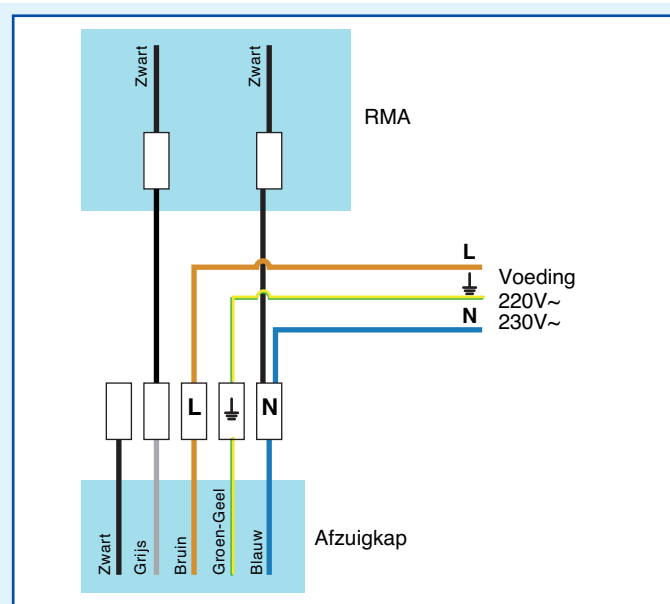 Zwart
Zwart
RMA
L
Voeding
220V~
N
230V~
L
N
Zwart
Grijs
Bruin
Groen-Geel
Blauw
Afzuigkap